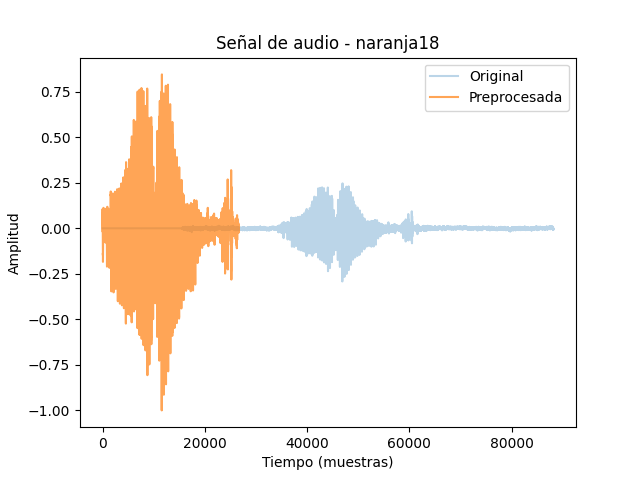 Señal de audio - naranja18
Original
Preprocesada
0.75
0.50
0.25
0.00
−0.25
−0.50
−0.75
−1.00
Amplitud
0 20000 40000 60000 80000
Tiempo (muestras)